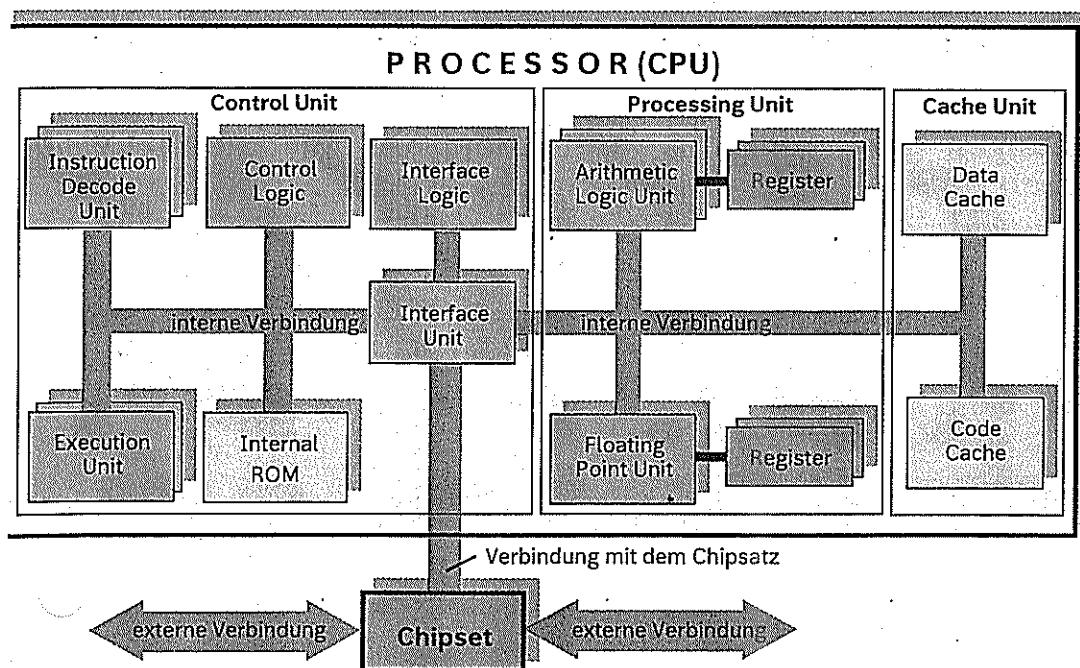 PROCESSOR (CPU)
Control Unit
Processing Unit
Cache Unit
Instruction
Decode
Unit
Control
Logic
Interface
Logic
Arithmetic
Logic Unit
Register
Data
Cache
interne Verbindung
Interface
Unit
interne Verbindung
Execution
Unit
Internal
ROM
Floating
Point Unit
Register
Code
Cache
Verbindung mit dem Chipsatz
externe Verbindung
Chipset
externe Verbindung